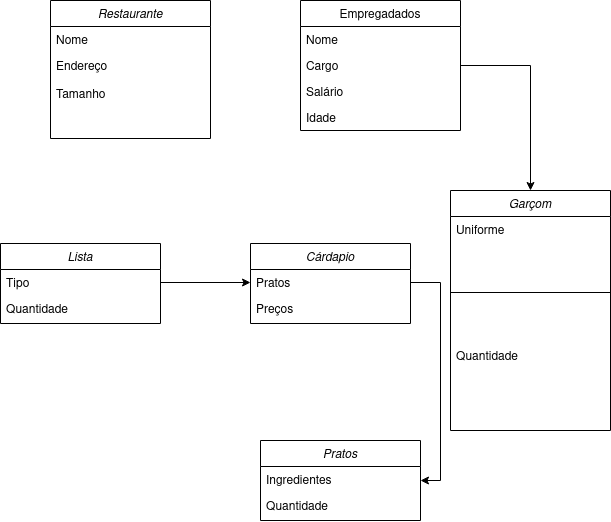 Restaurante
Nome
Endereço
Tamanho
Empregadados
Nome
Cargo
Salário
Idade
Garçom
Uniforme
Quantidade
Lista
Tipo
Quantidade
Cárdapio
Pratos
Preços
Pratos
Ingredientes
Quantidade